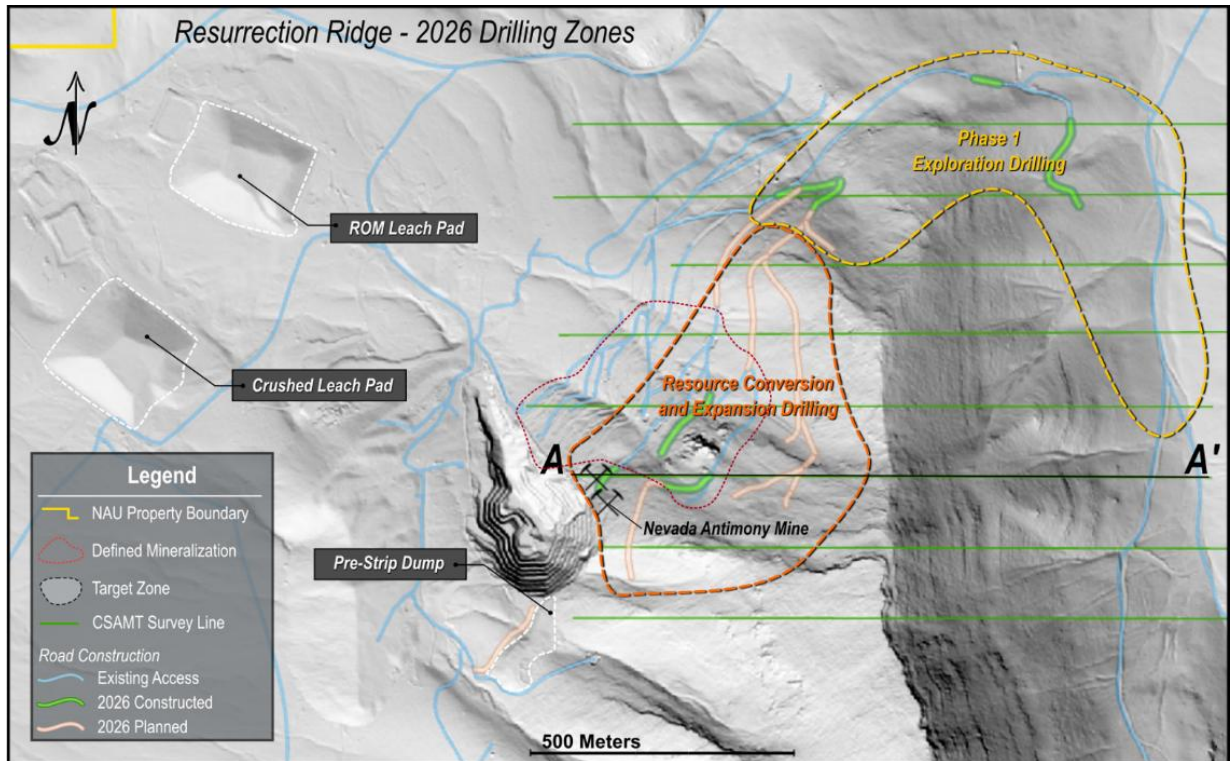 Resurrection Ridge - 2026 Drilling Zones
N
Phase 1
Exploration Drilling
ROM Leach Pad
Crushed Leach Pad
Resource Conversion
and Expansion Drilling
A
A'
Nevada Antimony Mine
Pre-Strip Dump
Legend
NAU Property Boundary
Defined Mineralization
Target Zone
CSAMT Survey Line
Road Construction
Existing Access
2026 Constructed
2026 Planned
500 Meters